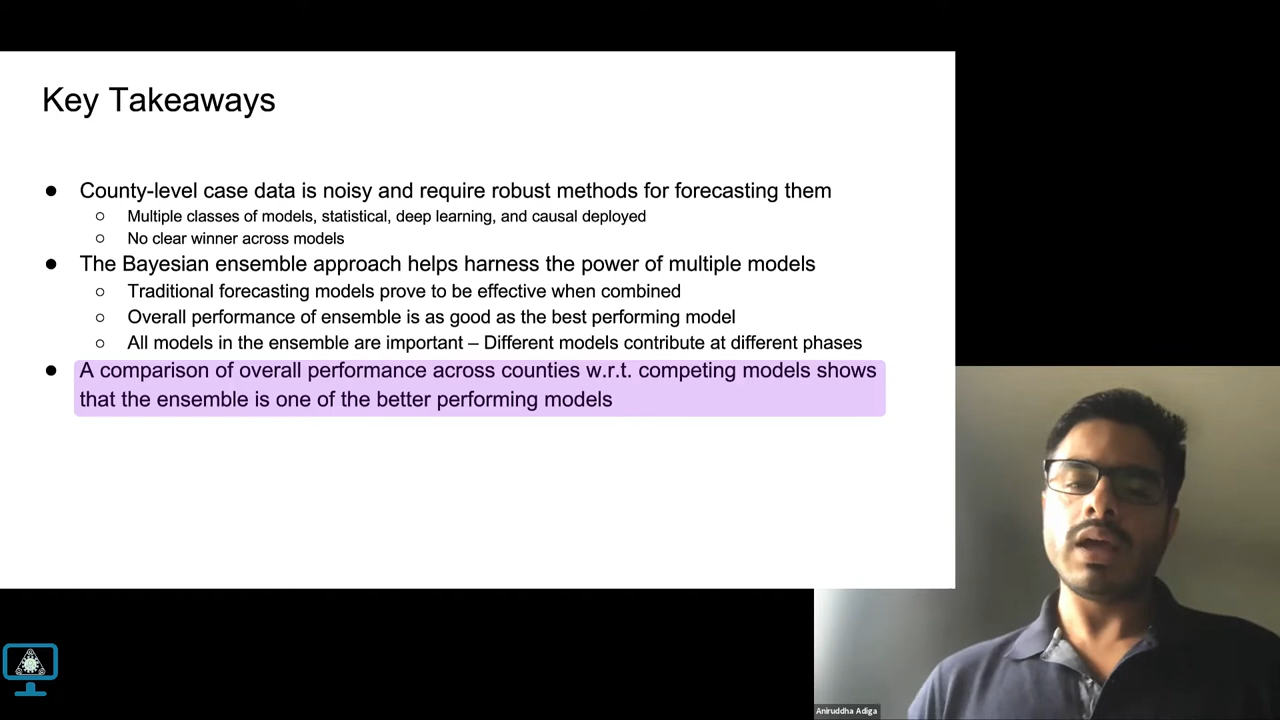 Key Takeaways
● County-level case data is noisy and require robust methods for forecasting them
○ Multiple classes of models, statistical, deep learning, and causal deployed
○ No clear winner across models
● The Bayesian ensemble approach helps harness the power of multiple models
○ Traditional forecasting models prove to be effective when combined
○ Overall performance of ensemble is as good as the best performing model
○ All models in the ensemble are important – Different models contribute at different phases
● A comparison of overall performance across counties w.r.t. competing models shows
that the ensemble is one of the better performing models
Aniruddha Adiga